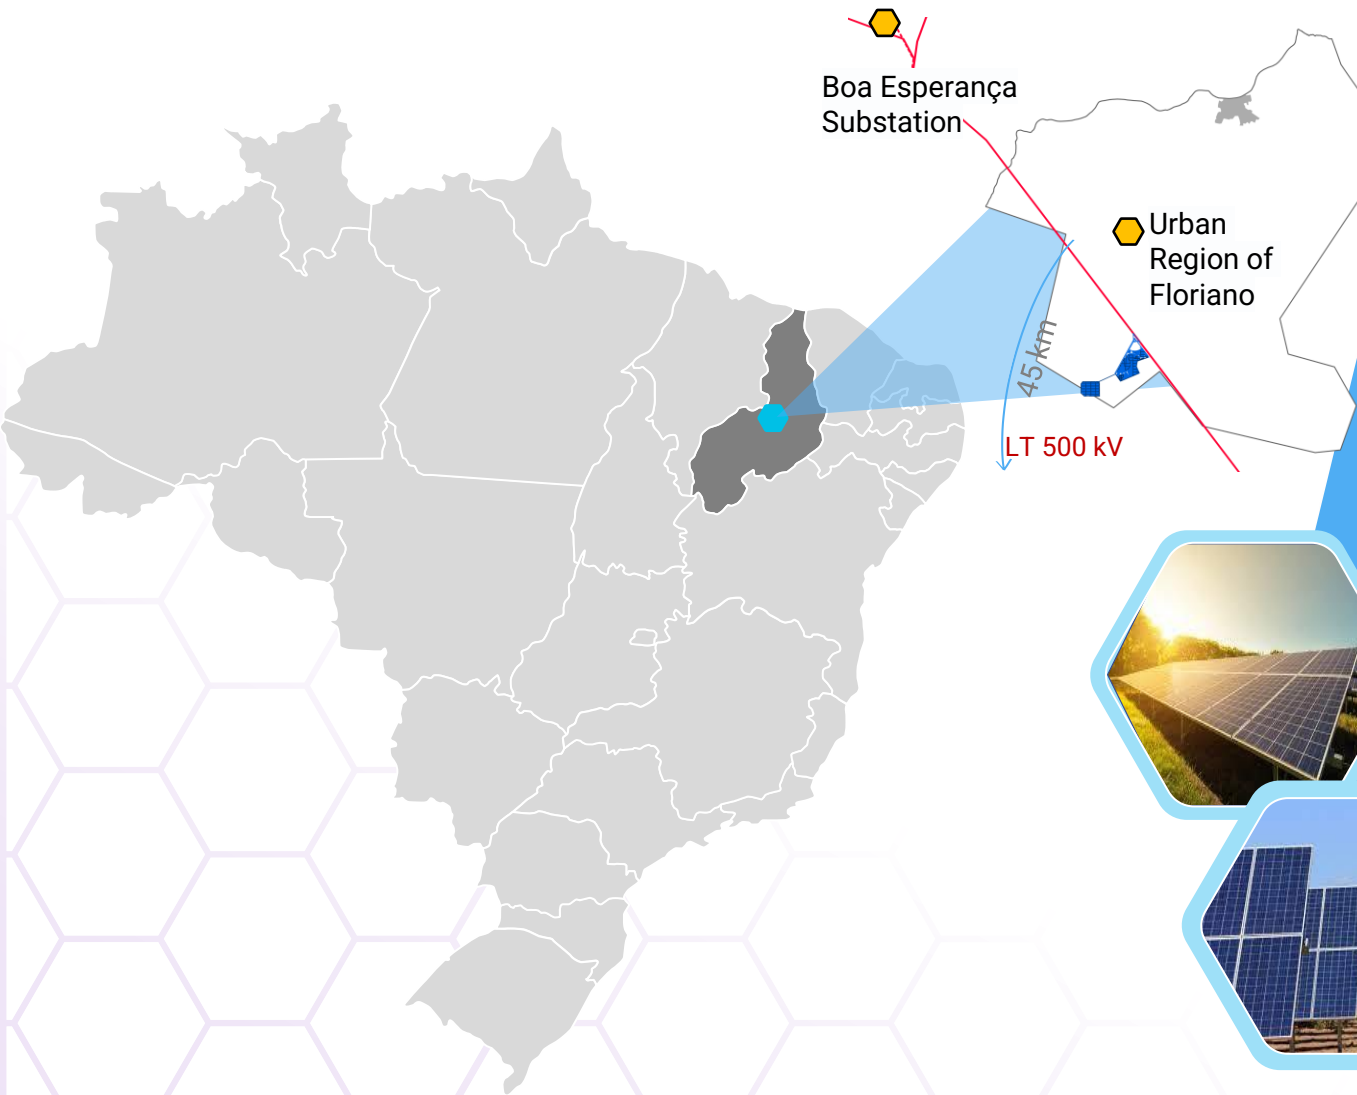 Boa Esperança
Substation
Urban
Region of
Floriano
45 km
LT 500 kV